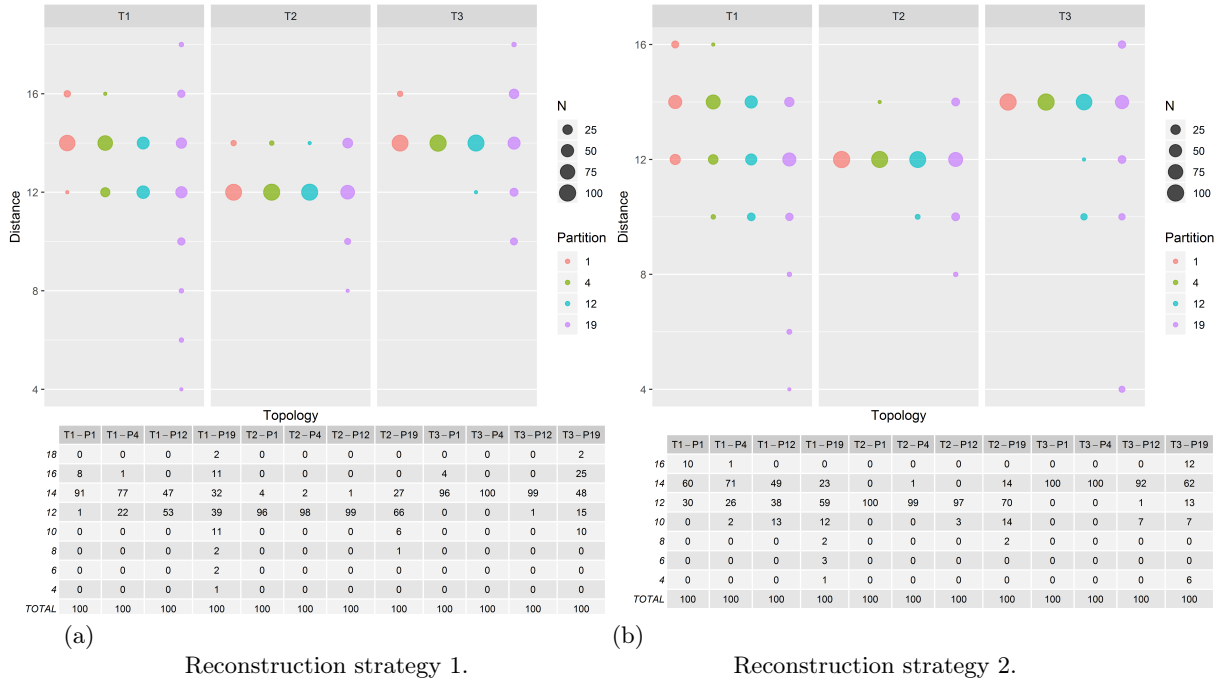 T1 T2 T3
16
12
8
4
Distance
Topology
N
25
50
75
100
Partition
1
4
12
19
T1−P1 T1−P4 T1−P12 T1−P19 T2−P1 T2−P4 T2−P12 T2−P19 T3−P1 T3−P4 T3−P12 T3−P19
18 0 0 0 2 0 0 0 0 0 0 0 2
16 8 1 0 11 0 0 0 0 4 0 0 25
14 91 77 47 32 4 2 1 27 96 100 99 48
12 1 22 53 39 96 98 99 66 0 0 1 15
10 0 0 0 11 0 0 0 6 0 0 0 10
8 0 0 0 2 0 0 0 1 0 0 0 0
6 0 0 0 2 0 0 0 0 0 0 0 0
4 0 0 0 1 0 0 0 0 0 0 0 0
TOTAL 100 100 100 100 100 100 100 100 100 100 100 100
(a)
Reconstruction strategy 1.
T1 T2 T3
16
12
8
4
Distance
Topology
N
25
50
75
100
Partition
1
4
12
19
T1−P1 T1−P4 T1−P12 T1−P19 T2−P1 T2−P4 T2−P12 T2−P19 T3−P1 T3−P4 T3−P12 T3−P19
16 10 1 0 0 0 0 0 0 0 0 0 12
14 60 71 49 23 0 1 0 14 100 100 92 62
12 30 26 38 59 100 99 97 70 0 0 1 13
10 0 2 13 12 0 0 3 14 0 0 7 7
8 0 0 0 2 0 0 0 2 0 0 0 0
6 0 0 0 3 0 0 0 0 0 0 0 0
4 0 0 0 1 0 0 0 0 0 0 0 6
TOTAL 100 100 100 100 100 100 100 100 100 100 100 100
(b)
Reconstruction strategy 2.